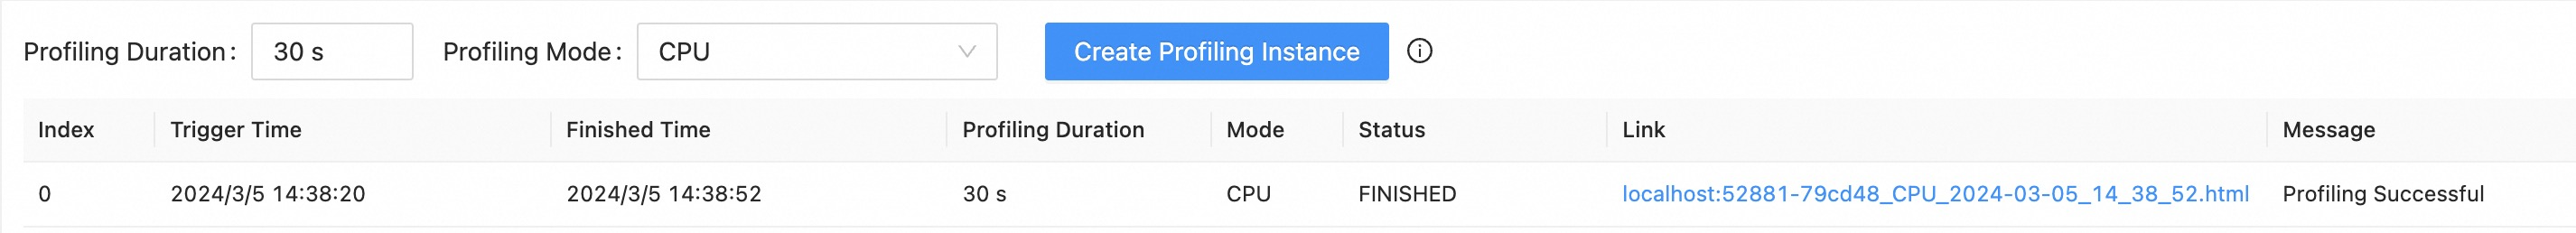 Profiling Duration: 30 s Profiling Mode: CPU Create Profiling Instance
Index Trigger Time Finished Time Profiling Duration Mode Status Link Message
0 2024/3/5 14:38:20 2024/3/5 14:38:52 30 s CPU FINISHED localhost:52881-79cd48_CPU_2024-03-05_14_38_52.html Profiling Successful